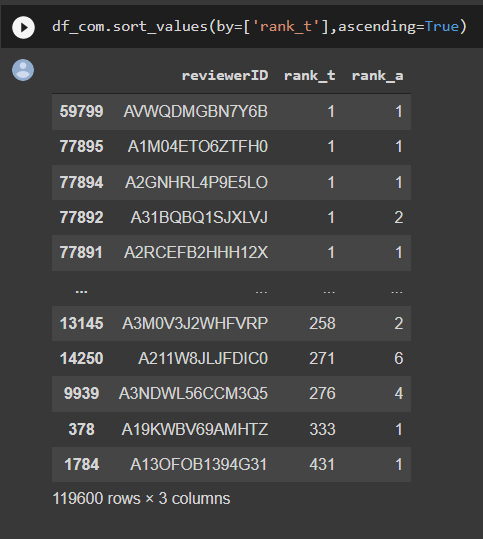 df_com.sort_values(by=['rank_t'],ascending=True)
reviewerID rank_t rank_a
59799 AVWQDMGBN7Y6B 1 1
77895 A1M04ETO6ZTFH0 1 1
77894 A2GNHRL4P9E5LO 1 1
77892 A31BQBQ1SJXLVJ 1 2
77891 A2RCEFB2HHH12X 1 1
... ... ... ...
13145 A3M0V3J2WHFVRP 258 2
14250 A211W8JLJFDIC0 271 6
9939 A3NDWL56CCM3Q5 276 4
378 A19KWBV69AMHTZ 333 1
1784 A13OFOB1394G31 431 1
119600 rows × 3 columns